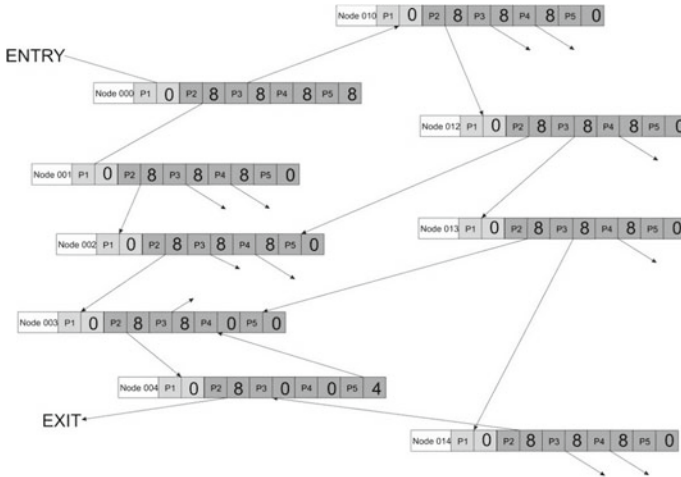 Node 010 P1 0 P2 8 P3 8 P4 8 P5 0
ENTRY
Node 000 P1 0 P2 8 P3 8 P4 8 P5 8
Node 012 P1 0 P2 8 P3 8 P4 8 P5 0
Node 001 P1 0 P2 8 P3 8 P4 8 P5 0
Node 013 P1 0 P2 8 P3 8 P4 8 P5 0
Node 002 P1 0 P2 8 P3 8 P4 8 P5 0
Node 003 P1 0 P2 8 P3 8 P4 0 P5 0
Node 004 P1 0 P2 8 P3 0 P4 0 P5 4
EXIT
Node 014 P1 0 P2 8 P3 8 P4 8 P5 0